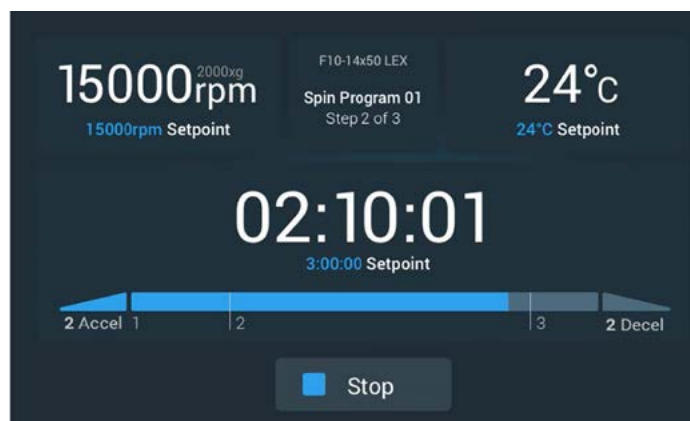 15000rpm 2000xg
15000rpm Setpoint
F10-14x50 LEX
Spin Program 01
Step 2 of 3
24°C
24°C Setpoint
02:10:01
3:00:00 Setpoint
2 Accel 1 2 3 2 Decel
Stop